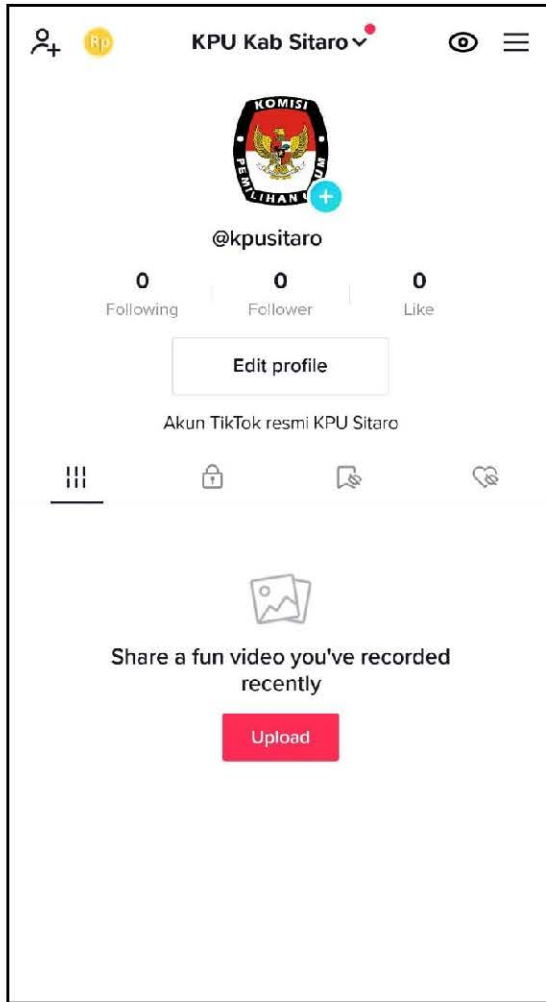 Rp
KPU Kab Sitaro
KOMISI
PEMILIHAN
@kpusitaro
0 0 0
Following Follower Like
Edit profile
Akun TikTok resmi KPU Sitaro
Share a fun video you've recorded
recently
Upload